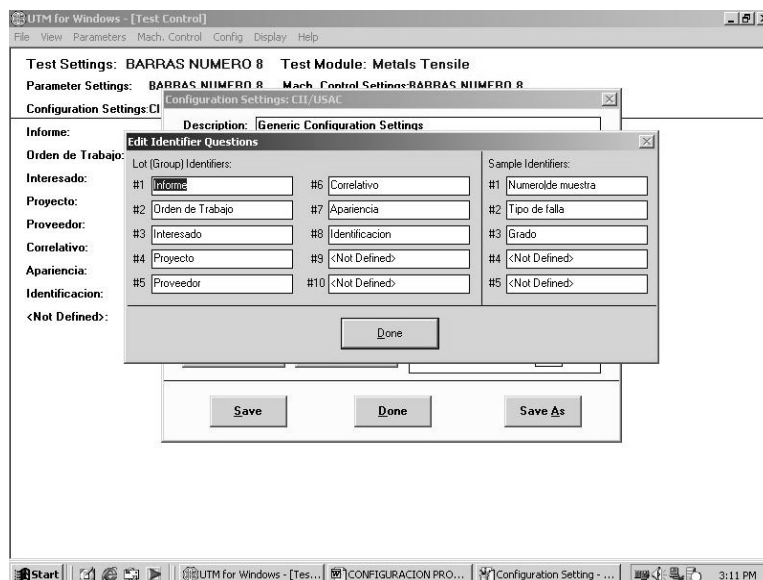 UTM for Windows - [Test Control]
File View Parameters Mach. Control Config Display Help
Test Settings: BARRAS NUMERO 8 Test Module: Metals Tensile
Parameter Settings: BARRAS NUMERO 8 Mach. Control Settings:BARRAS NUMERO 8
Configuration Settings:CI
Configuration Settings: CII/USAC
Description: Generic Configuration Settings
Informe:
Orden de Trabajo:
Interesado:
Proyecto:
Proveedor:
Correlativo:
Apariencia:
Identificacion:
<Not Defined>:
Edit Identifier Questions
Lot (Group) Identifiers:
#1 Informe
#2 Orden de Trabajo
#3 Interesado
#4 Proyecto
#5 Proveedor
#6 Correlativo
#7 Apariencia
#8 Identificacion
#9 <Not Defined>
#10 <Not Defined>
Sample Identifiers:
#1 Numero de muestra
#2 Tipo de falla
#3 Grado
#4 <Not Defined>
#5 <Not Defined>
Done
Save Done Save As
Start UTM for Windows - [Tes... CONFIGURACION PRO... Configuration Setting - ... 3:11 PM